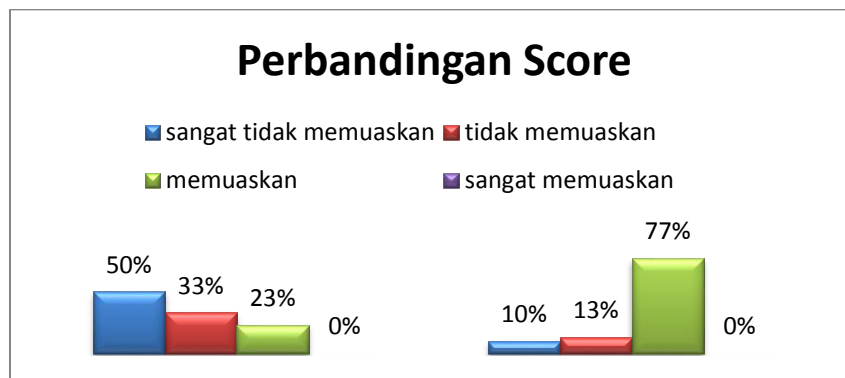 Perbandingan Score
sangat tidak memuaskan tidak memuaskan
memuaskan sangat memuaskan
50% 33% 23% 0% 10% 13% 77% 0%